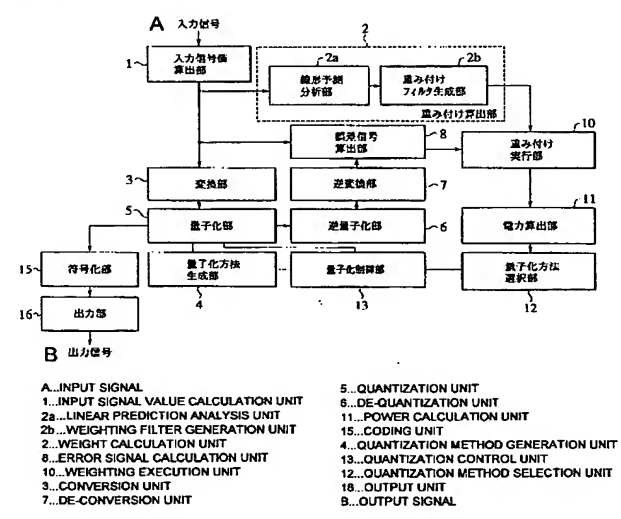 A 入力信号
2
1 入力信号値
算出部
2a
線形予測
分析部
2b
重み付け
フィルタ生成部
重み付け算出部
10
誤差信号
算出部
8
重み付け
実行部
3 変換部
逆変換部 7
11
5 量子化部
逆量子化部 6
電力算出部
15 符号化部
量子化方法
生成部
4
量子化制御部
13
量子化方法
選択部
12
16 出力部
B 出力信号
A...INPUT SIGNAL
1...INPUT SIGNAL VALUE CALCULATION UNIT
2a...LINEAR PREDICTION ANALYSIS UNIT
2b...WEIGHTING FILTER GENERATION UNIT
2...WEIGHT CALCULATION UNIT
8...ERROR SIGNAL CALCULATION UNIT
10...WEIGHTING EXECUTION UNIT
3...CONVERSION UNIT
7...DE-CONVERSION UNIT
5...QUANTIZATION UNIT
6...DE-QUANTIZATION UNIT
11...POWER CALCULATION UNIT
15...CODING UNIT
4...QUANTIZATION METHOD GENERATION UNIT
13...QUANTIZATION CONTROL UNIT
12...QUANTIZATION METHOD SELECTION UNIT
16...OUTPUT UNIT
B...OUTPUT SIGNAL